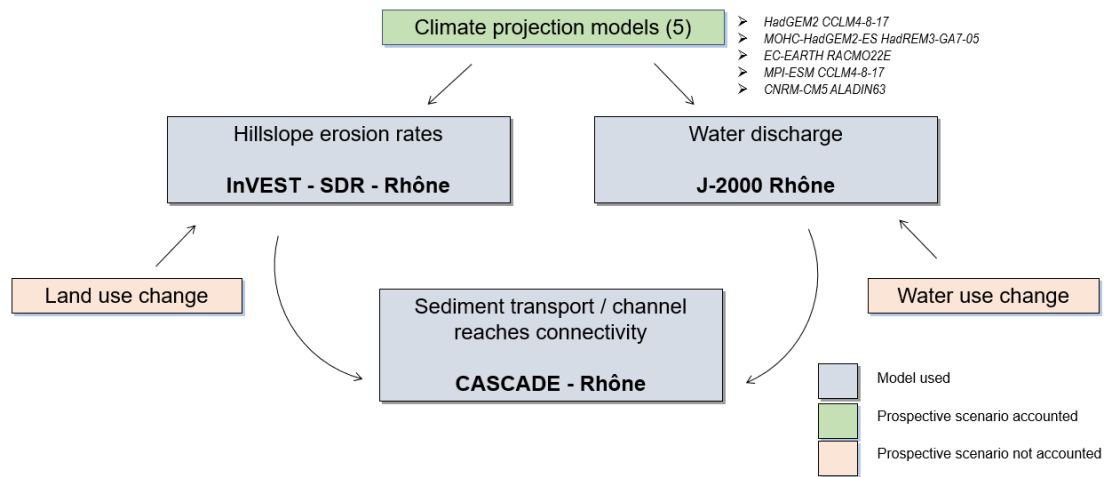 Climate projection models (5)
HadGEM2 CCLM4-8-17
MOHC-HadGEM2-ES HadREM3-GA7-05
EC-EARTH RACMO22E
MPI-ESM CCLM4-8-17
CNRM-CM5 ALADIN63
Hillslope erosion rates
InVEST - SDR - Rhône
Water discharge
J-2000 Rhône
Land use change
Sediment transport / channel
reaches connectivity
CASCADE - Rhône
Water use change
Model used
Prospective scenario accounted
Prospective scenario not accounted